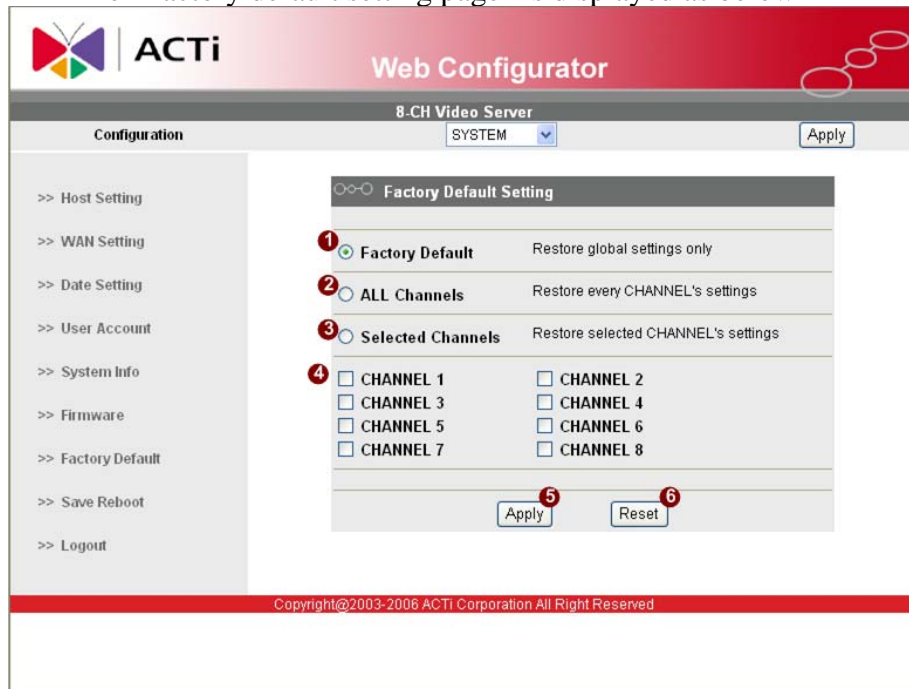 ACTi
Web Configurator
8-CH Video Server
Configuration
SYSTEM
Apply
>> Host Setting
>> WAN Setting
>> Date Setting
>> User Account
>> System Info
>> Firmware
>> Factory Default
>> Save Reboot
>> Logout
Factory Default Setting
1 Factory Default Restore global settings only
2 ALL Channels Restore every CHANNEL's settings
3 Selected Channels Restore selected CHANNEL's settings
4 CHANNEL 1 CHANNEL 2
CHANNEL 3 CHANNEL 4
CHANNEL 5 CHANNEL 6
CHANNEL 7 CHANNEL 8
5 6
Apply Reset
Copyright@2003-2006 ACTi Corporation All Right Reserved